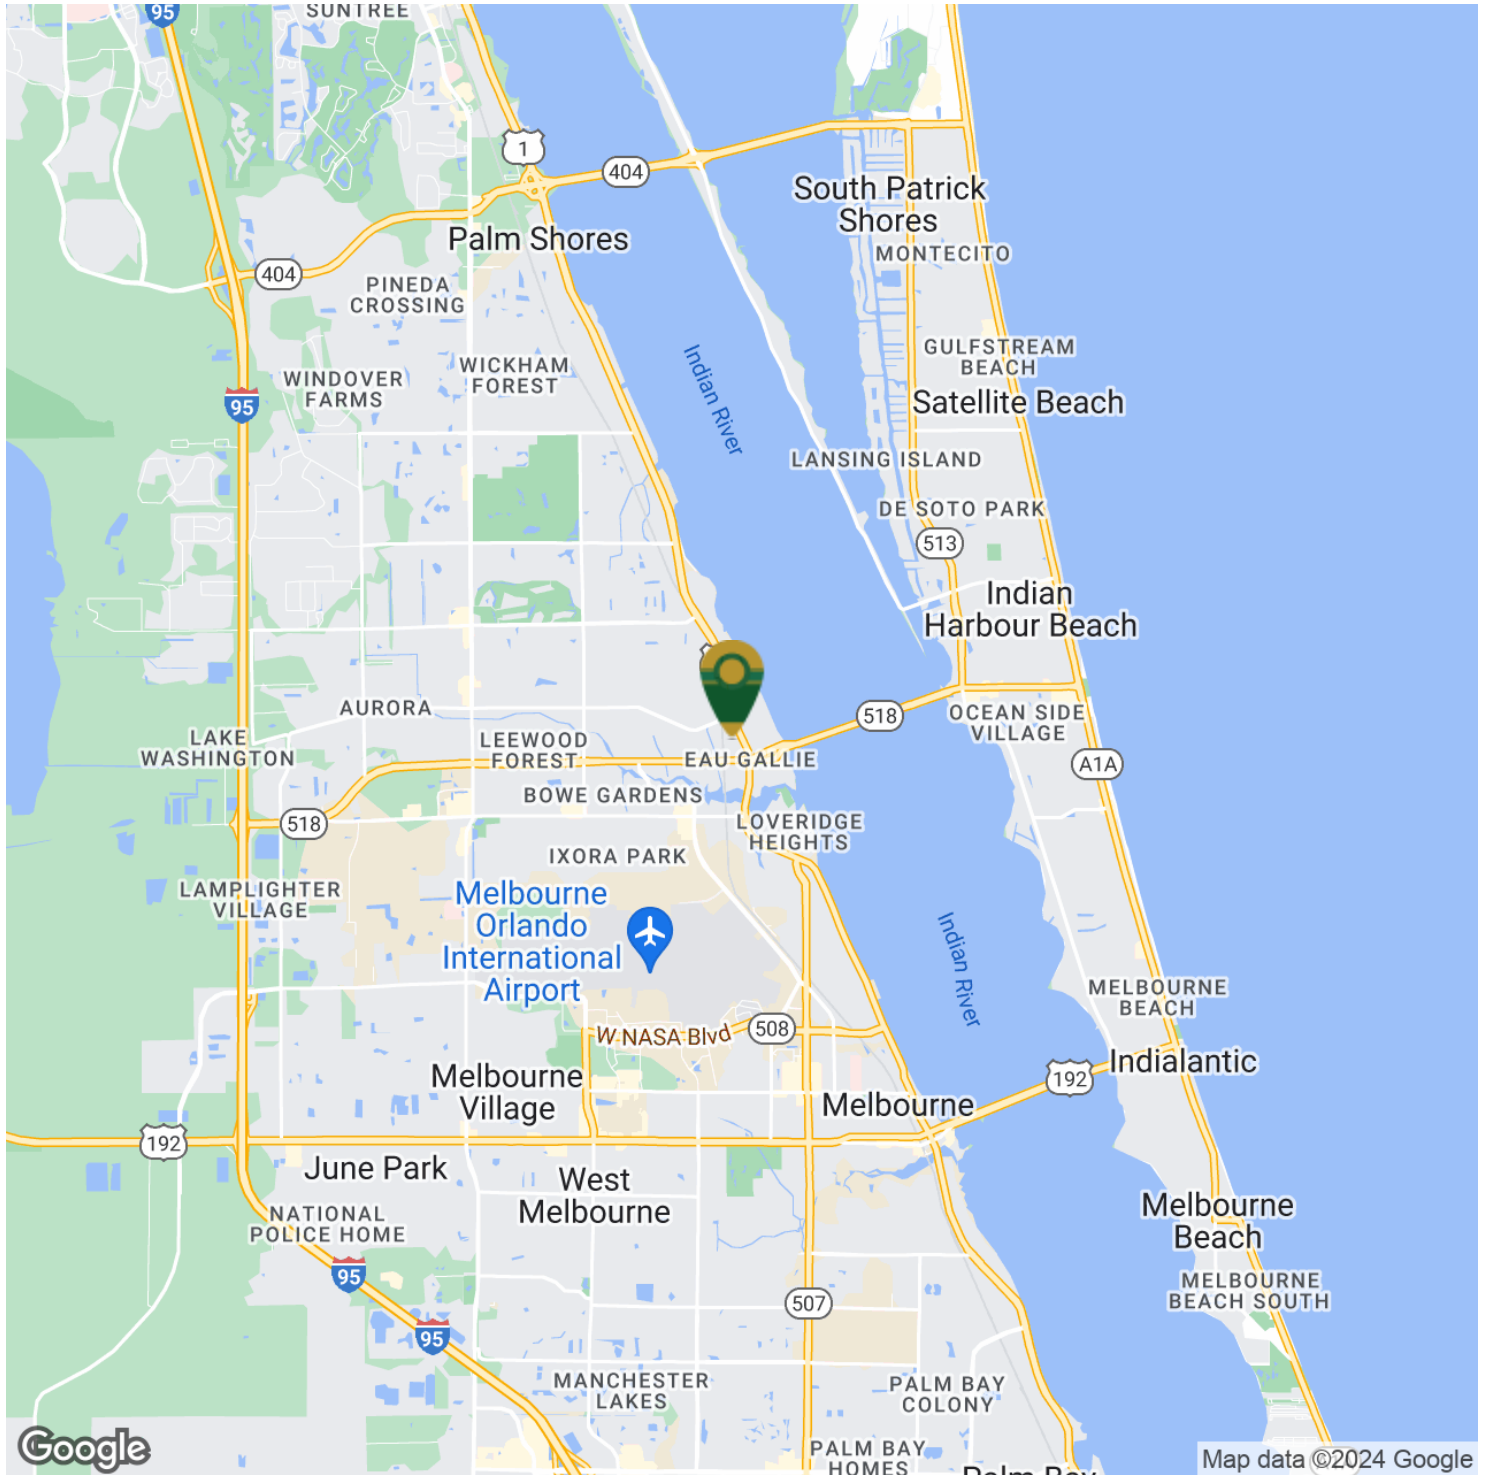 SUNTREE
95
1
404
South Patrick
Shores
Palm Shores
MONTECITO
404
PINEDA
CROSSING
GULFSTREAM
BEACH
WICKHAM
FOREST
WINDOVER
FARMS
Indian River
95
Satellite Beach
LANSING ISLAND
DE SOTO PARK
513
Indian
Harbour Beach
AURORA
518
OCEAN SIDE
VILLAGE
LAKE
WASHINGTON
LEEWOOD
FOREST
EAU GALLIE
A1A
BOWE GARDENS
518
LOVERIDGE
HEIGHTS
IXORA PARK
LAMPLIGHTER
VILLAGE
Melbourne
Orlando
International
Airport
Indian River
MELBOURNE
BEACH
W NASA Blvd
508
Indialantic
192
Melbourne
Village
Melbourne
192
June Park
West
Melbourne
Melbourne
Beach
NATIONAL
POLICE HOME
95
MELBOURNE
BEACH SOUTH
507
95
MANCHESTER
LAKES
PALM BAY
COLONY
PALM BAY
HOMES
Palm Bay
Google
Map data ©2024 Google